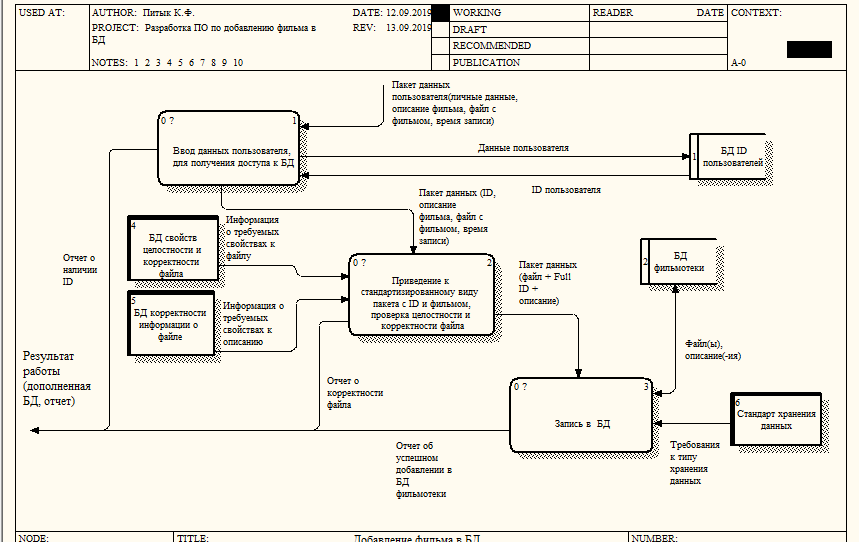 USED AT:
AUTHOR: Питык К.Ф.
DATE: 12.09.2019
WORKING
READER
DATE
CONTEXT:
PROJECT: Разработка ПО по добавлению фильма в
БД
REV: 13.09.2019
DRAFT
RECOMMENDED
NOTES: 1 2 3 4 5 6 7 8 9 10
PUBLICATION
A-0
Пакет данных
пользователя(личные данные,
описание фильма, файл с
фильмом, время записи)
0 ?
1
Ввод данных пользователя,
для получения доступа к БД
Данные пользователя
1
БД ID
пользователей
ID пользователя
Пакет данных (ID,
описание
фильма, файл с
фильмом, время
записи)
4
БД свойств
целостности и
корректности
файла
Информация
о требуемых
свойствах к
файлу
Отчет о
наличии
ID
0 ?
2
Приведение к
стандартизированному виду
пакета с ID и фильмом,
проверка целостности и
корректности файла
Пакет данных
(файл + Full
ID +
описание)
2
БД
фильмотеки
5
БД корректности
информации о
файле
Информация о
требуемых
свойствах к
описанию
Файл(ы),
описание(-ия)
Результат
работы
(дополненная
БД, отчет)
Отчет о
корректности
файла
0 ?
3
Запись в БД
6
Стандарт хранения
данных
Требования
к типу
хранения
данных
Отчет об
успешном
добавлении в
БД
фильмотеки
NODE:
TITLE:
Добавление фильма в БД
NUMBER: